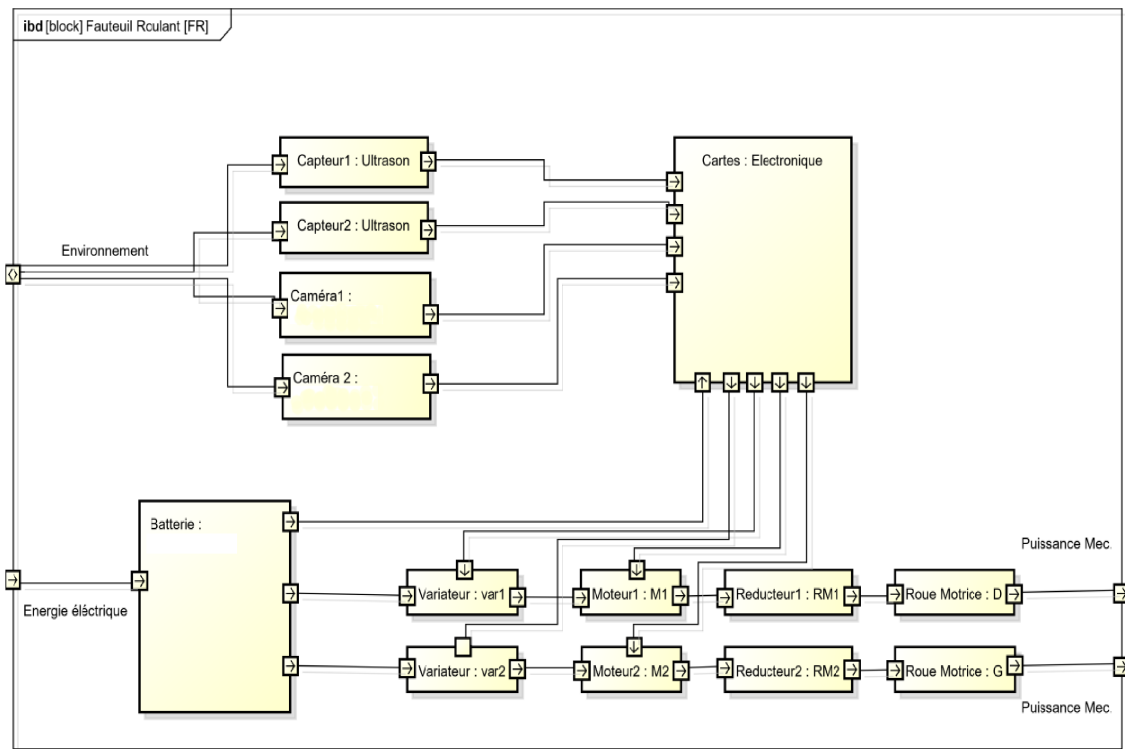 ibd [block] Fauteuil Rculant [FR]
Capteur1 : Ultrason
Cartes : Electronique
Capteur2 : Ultrason
Environnement
Caméra1 :
Caméra 2 :
Batterie :
Puissance Mec.
Energie éléctrique
Variateur : var1
Moteur1 : M1
Reducteur1 : RM1
Roue Motrice : D
Variateur : var2
Moteur2 : M2
Reducteur2 : RM2
Roue Motrice : G
Puissance Mec.